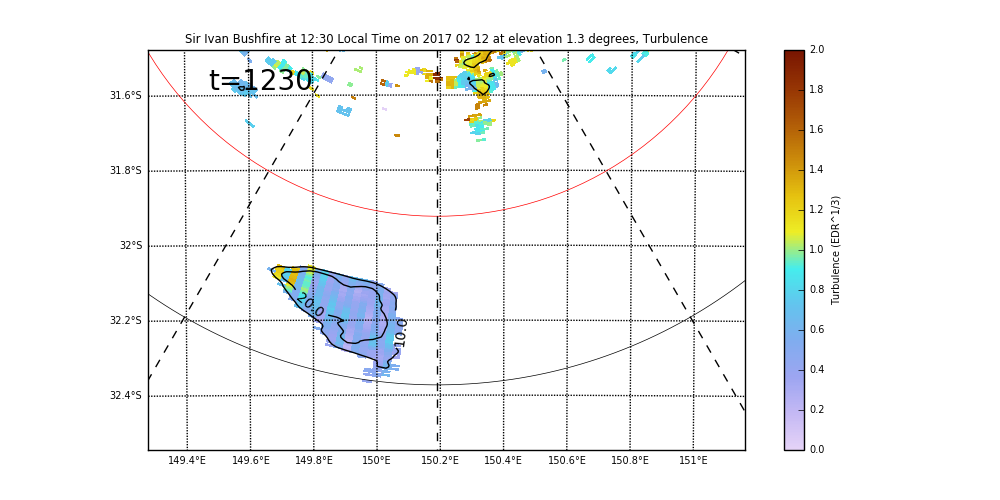 Sir Ivan Bushfire at 12:30 Local Time on 2017 02 12 at elevation 1.3 degrees, Turbulence
t=1230
31.6°S
31.8°S
32°S
32.2°S
32.4°S
20.0
10.0
149.4°E 149.6°E 149.8°E 150°E 150.2°E 150.4°E 150.6°E 150.8°E 151°E
2.0
1.8
1.6
1.4
1.2
1.0
0.8
0.6
0.4
0.2
0.0
Turbulence (EDR^1/3)